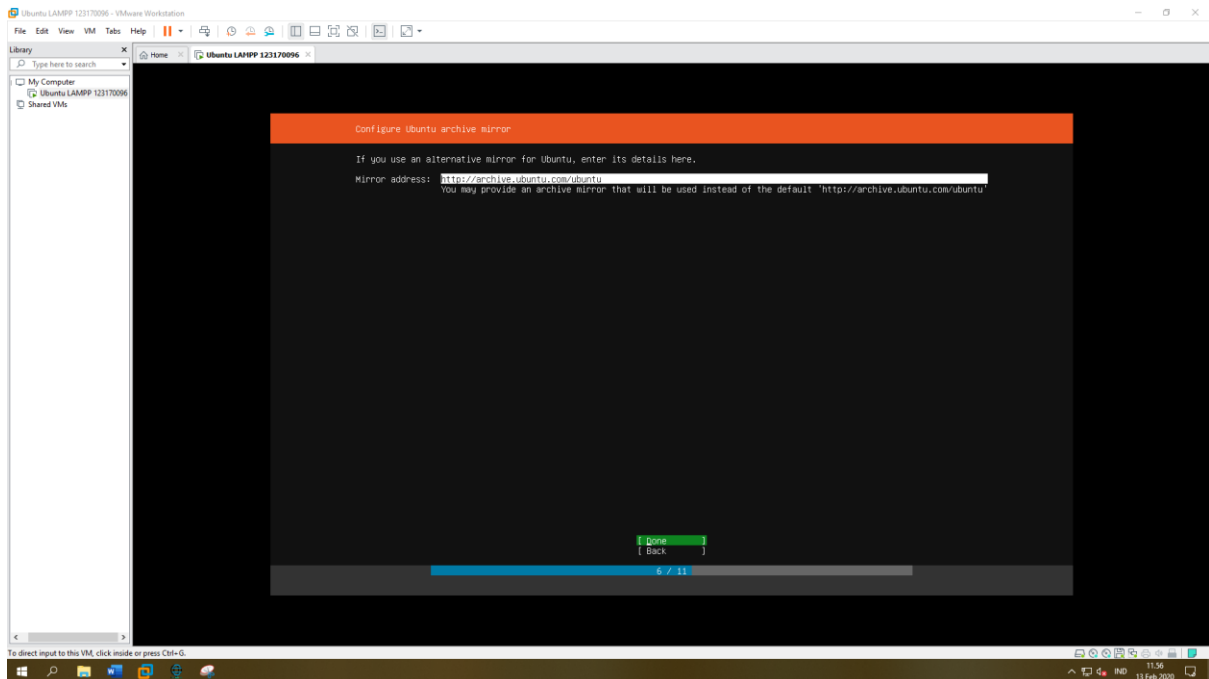 Ubuntu LAMPP 123170096 - VMware Workstation
File Edit View VM Tabs Help
Library
Type here to search
My Computer
Ubuntu LAMPP 123170096
Shared VMs
Home
Ubuntu LAMPP 123170096
Configure Ubuntu archive mirror
If you use an alternative mirror for Ubuntu, enter its details here.
Mirror address: http://archive.ubuntu.com/ubuntu
You may provide an archive mirror that will be used instead of the default 'http://archive.ubuntu.com/ubuntu'
[ Done ]
[ Back ]
6 / 11
To direct input to this VM, click inside or press Ctrl+G.
IND
11.56
13 Feb 2020